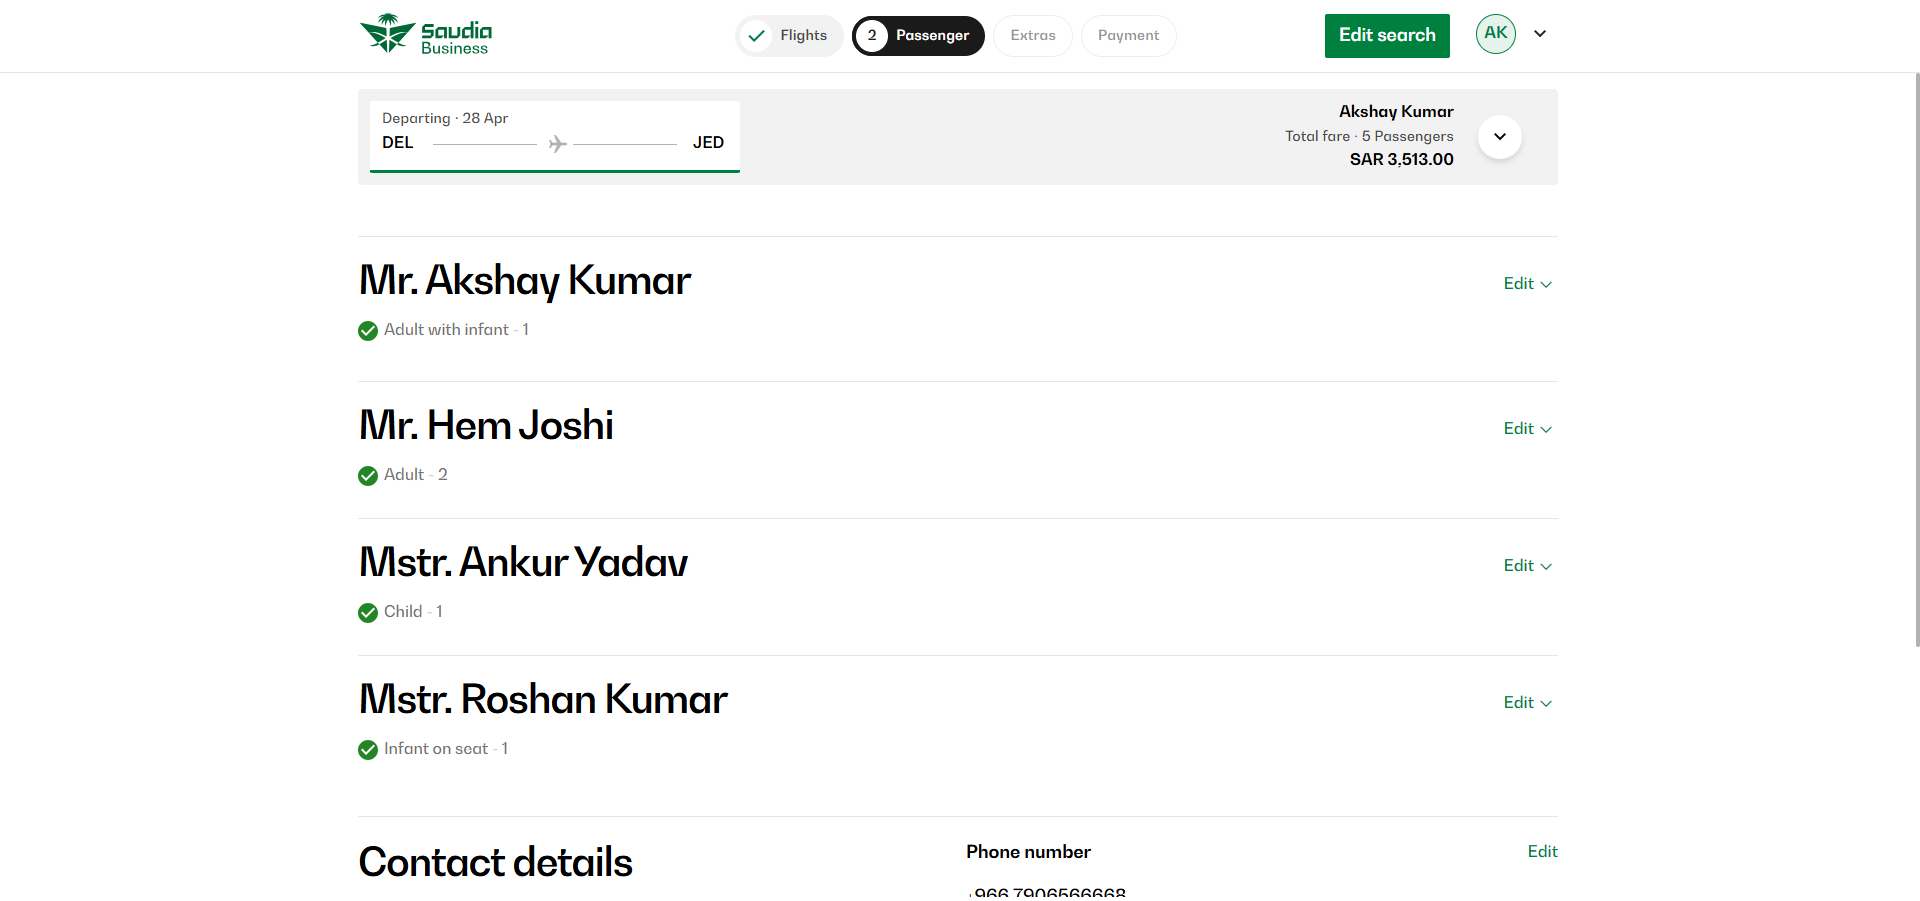 Saudia
Business
Flights
2 Passenger
Extras
Payment
Edit search
AK
Departing · 28 Apr
DEL
JED
Akshay Kumar
Total fare · 5 Passengers
SAR 3,513.00
Mr. Akshay Kumar
Edit
Adult with infant - 1
Mr. Hem Joshi
Edit
Adult - 2
Mstr. Ankur Yadav
Edit
Child - 1
Mstr. Roshan Kumar
Edit
Infant on seat - 1
Contact details
Phone number
Edit
+966 7906566668